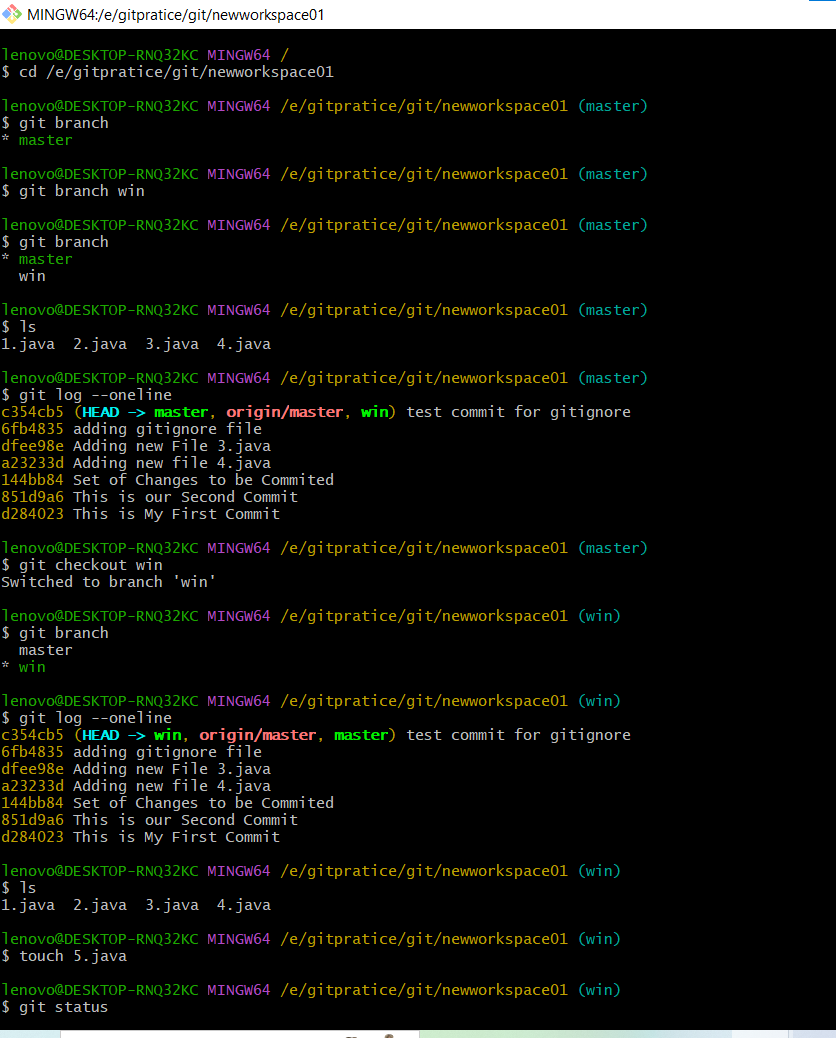 MINGW64:/e/gitpratice/git/newworkspace01
lenovo@DESKTOP-RNQ32KC MINGW64 /
$ cd /e/gitpratice/git/newworkspace01
lenovo@DESKTOP-RNQ32KC MINGW64 /e/gitpratice/git/newworkspace01 (master)
$ git branch
* master
lenovo@DESKTOP-RNQ32KC MINGW64 /e/gitpratice/git/newworkspace01 (master)
$ git branch win
lenovo@DESKTOP-RNQ32KC MINGW64 /e/gitpratice/git/newworkspace01 (master)
$ git branch
* master
  win
lenovo@DESKTOP-RNQ32KC MINGW64 /e/gitpratice/git/newworkspace01 (master)
$ ls
1.java  2.java  3.java  4.java
lenovo@DESKTOP-RNQ32KC MINGW64 /e/gitpratice/git/newworkspace01 (master)
$ git log --oneline
c354cb5 (HEAD -> master, origin/master, win) test commit for gitignore
6fb4835 adding gitignore file
dfee98e Adding new File 3.java
a23233d Adding new file 4.java
144bb84 Set of Changes to be Commited
851d9a6 This is our Second Commit
d284023 This is My First Commit
lenovo@DESKTOP-RNQ32KC MINGW64 /e/gitpratice/git/newworkspace01 (master)
$ git checkout win
Switched to branch 'win'
lenovo@DESKTOP-RNQ32KC MINGW64 /e/gitpratice/git/newworkspace01 (win)
$ git branch
  master
* win
lenovo@DESKTOP-RNQ32KC MINGW64 /e/gitpratice/git/newworkspace01 (win)
$ git log --oneline
c354cb5 (HEAD -> win, origin/master, master) test commit for gitignore
6fb4835 adding gitignore file
dfee98e Adding new File 3.java
a23233d Adding new file 4.java
144bb84 Set of Changes to be Commited
851d9a6 This is our Second Commit
d284023 This is My First Commit
lenovo@DESKTOP-RNQ32KC MINGW64 /e/gitpratice/git/newworkspace01 (win)
$ ls
1.java  2.java  3.java  4.java
lenovo@DESKTOP-RNQ32KC MINGW64 /e/gitpratice/git/newworkspace01 (win)
$ touch 5.java
lenovo@DESKTOP-RNQ32KC MINGW64 /e/gitpratice/git/newworkspace01 (win)
$ git status